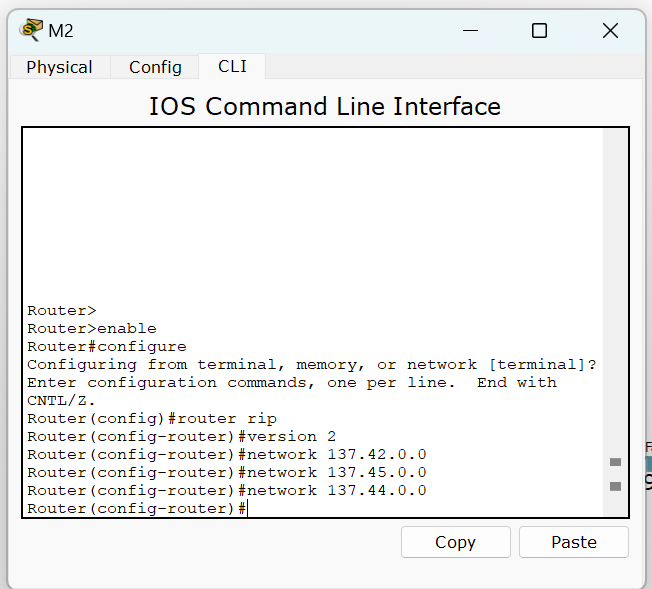 M2
Physical Config CLI
IOS Command Line Interface
Router>
Router>enable
Router#configure
Configuring from terminal, memory, or network [terminal]?
Enter configuration commands, one per line.  End with
CNTL/Z.
Router(config)#router rip
Router(config-router)#version 2
Router(config-router)#network 137.42.0.0
Router(config-router)#network 137.45.0.0
Router(config-router)#network 137.44.0.0
Router(config-router)#
Copy Paste